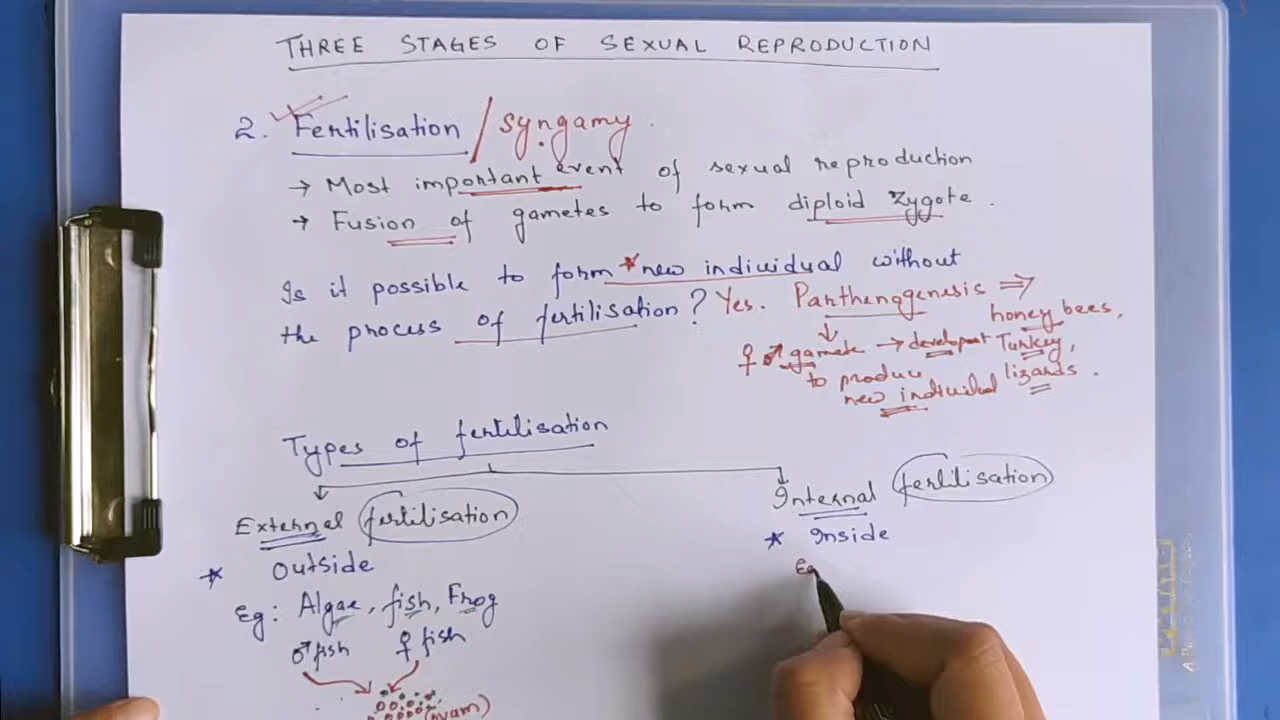 THREE STAGES OF SEXUAL REPRODUCTION
2. Fertilisation / Syngamy.
→ Most important event of sexual reproduction
→ Fusion of gametes to form diploid zygote.
Is it possible to form *new individual without
the process of fertilisation? Yes. Parthenogenesis ⇒
honey bees,
♀ gamete → development Turkey,
to produce lizards.
new individual
Types of fertilisation
External fertilisation
Internal fertilisation
* Outside
* Inside
Eg: Algae, fish, Frog
Eg
♂ fish ♀ fish